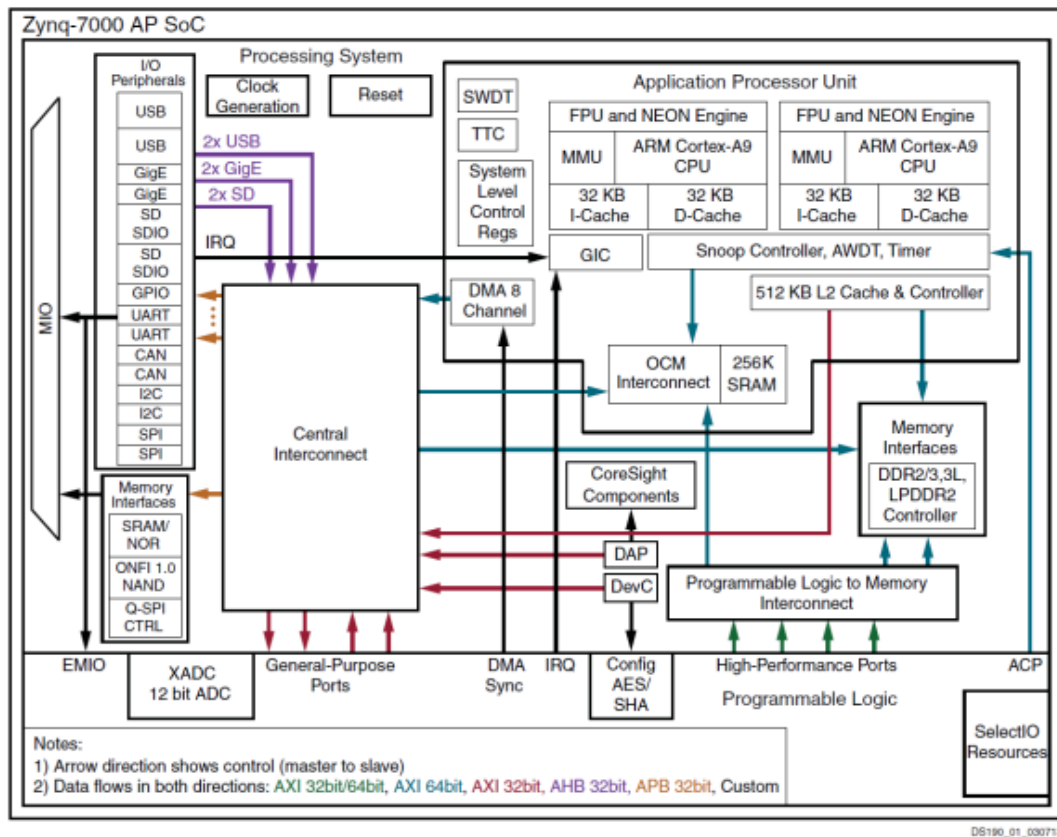 Zynq-7000 AP SoC
I/O
Peripherals
USB
USB
GigE
GigE
SD
SDIO
SD
SDIO
GPIO
UART
UART
CAN
CAN
I2C
I2C
SPI
SPI
MIO
Memory
Interfaces
SRAM/
NOR
ONFI 1.0
NAND
Q-SPI
CTRL
Processing System
Clock
Generation
Reset
2x USB
2x GigE
2x SD
IRQ
Central
Interconnect
Application Processor Unit
SWDT
TTC
System
Level
Control
Regs
DMA 8
Channel
FPU and NEON Engine
MMU
ARM Cortex-A9
CPU
32 KB
I-Cache
32 KB
D-Cache
FPU and NEON Engine
MMU
ARM Cortex-A9
CPU
32 KB
I-Cache
32 KB
D-Cache
GIC
Snoop Controller, AWDT, Timer
512 KB L2 Cache & Controller
OCM
Interconnect
256K
SRAM
Memory
Interfaces
DDR2/3,3L,
LPDDR2
Controller
CoreSight
Components
DAP
DevC
Programmable Logic to Memory
Interconnect
EMIO
XADC
12 bit ADC
General-Purpose
Ports
DMA
Sync
IRQ
Config
AES/
SHA
High-Performance Ports
ACP
Programmable Logic
SelectIO
Resources
Notes:
1) Arrow direction shows control (master to slave)
2) Data flows in both directions: AXI 32bit/64bit, AXI 64bit, AXI 32bit, AHB 32bit, APB 32bit, Custom
DS190_01_03071